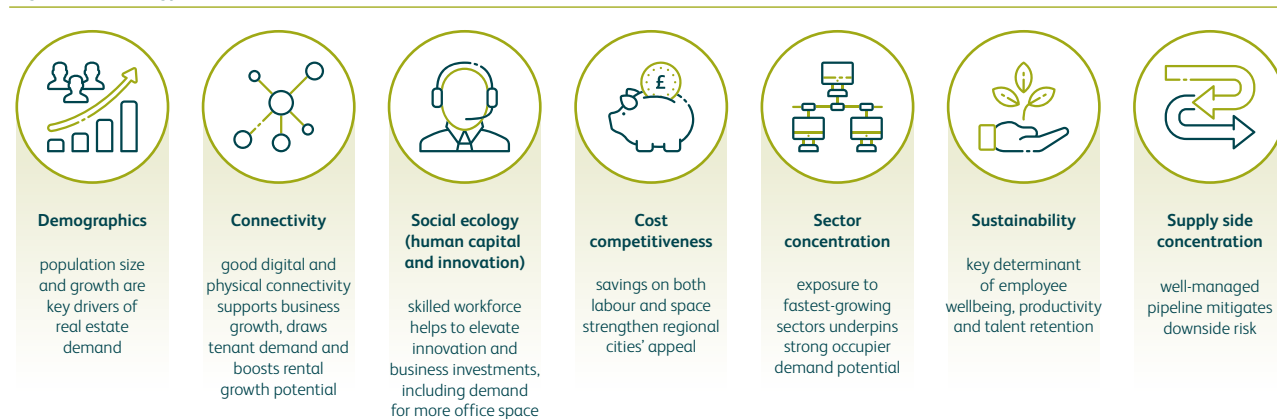 £
Demographics
population size
and growth are
key drivers of
real estate
demand
Connectivity
good digital and
physical connectivity
supports business
growth, draws
tenant demand and
boosts rental
growth potential
Social ecology
(human capital
and innovation)
skilled workforce
helps to elevate
innovation and
business investments,
including demand
for more office space
Cost
competitiveness
savings on both
labour and space
strengthen regional
cities’ appeal
Sector
concentration
exposure to
fastest-growing
sectors underpins
strong occupier
demand potential
Sustainability
key determinant
of employee
wellbeing, productivity
and talent retention
Supply side
concentration
well-managed
pipeline mitigates
downside risk